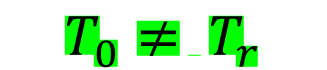 T₀ ≠ Tᵣ